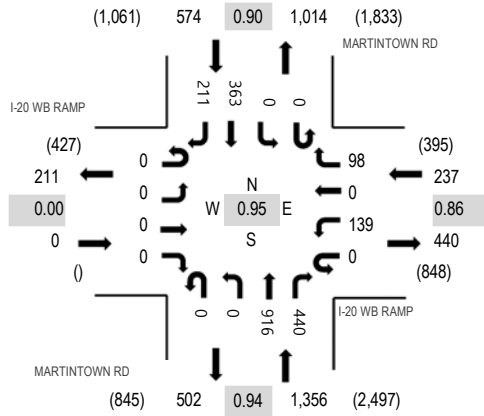 (1,061) 574 0.90 1,014 (1,833)
MARTINTOWN RD
I-20 WB RAMP
211 363 0 0
(427) 0 98 (395)
211 0 N 0 237
0.00 W 0.95 E 0.86
0 0 S 139 440
() 0 0 (848)
0 0 916 440
I-20 WB RAMP
MARTINTOWN RD
(845) 502 0.94 1,356 (2,497)